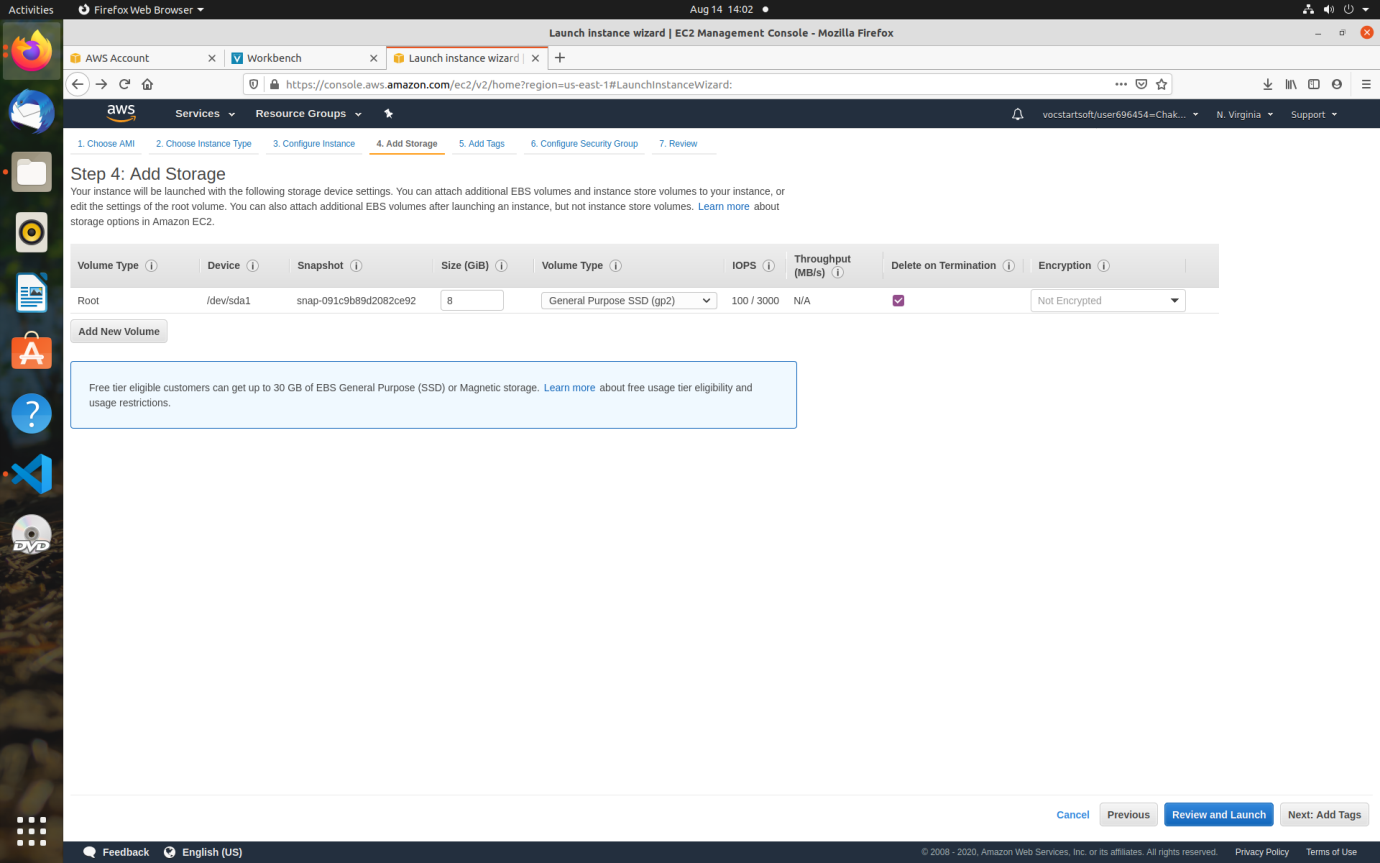 Activities
Firefox Web Browser
Aug 14 14:02
Launch instance wizard | EC2 Management Console - Mozilla Firefox
AWS Account
Workbench
Launch instance wizard |
https://console.aws.amazon.com/ec2/v2/home?region=us-east-1#LaunchInstanceWizard:
aws
Services
Resource Groups
vocstartsoft/user696454=Chak...
N. Virginia
Support
1. Choose AMI
2. Choose Instance Type
3. Configure Instance
4. Add Storage
5. Add Tags
6. Configure Security Group
7. Review
Step 4: Add Storage
Your instance will be launched with the following storage device settings. You can attach additional EBS volumes and instance store volumes to your instance, or
edit the settings of the root volume. You can also attach additional EBS volumes after launching an instance, but not instance store volumes. Learn more about
storage options in Amazon EC2.
Volume Type
Device
Snapshot
Size (GiB)
Volume Type
IOPS
Throughput
(MB/s)
Delete on Termination
Encryption
Root
/dev/sda1
snap-091c9b89d2082ce92
8
General Purpose SSD (gp2)
100 / 3000
N/A
Not Encrypted
Add New Volume
Free tier eligible customers can get up to 30 GB of EBS General Purpose (SSD) or Magnetic storage. Learn more about free usage tier eligibility and
usage restrictions.
DVD
Cancel
Previous
Review and Launch
Next: Add Tags
Feedback
English (US)
© 2008 - 2020, Amazon Web Services, Inc. or its affiliates. All rights reserved.
Privacy Policy
Terms of Use